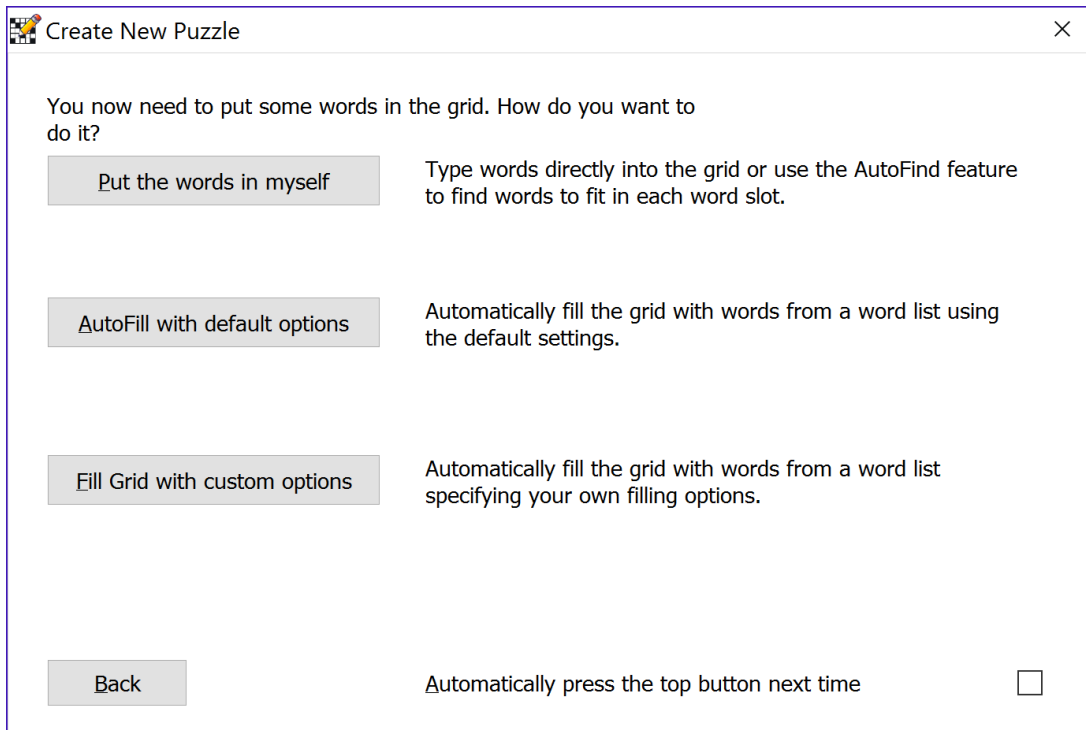 Create New Puzzle
You now need to put some words in the grid. How do you want to
do it?
Put the words in myself
Type words directly into the grid or use the AutoFind feature
to find words to fit in each word slot.
AutoFill with default options
Automatically fill the grid with words from a word list using
the default settings.
Fill Grid with custom options
Automatically fill the grid with words from a word list
specifying your own filling options.
Back
Automatically press the top button next time